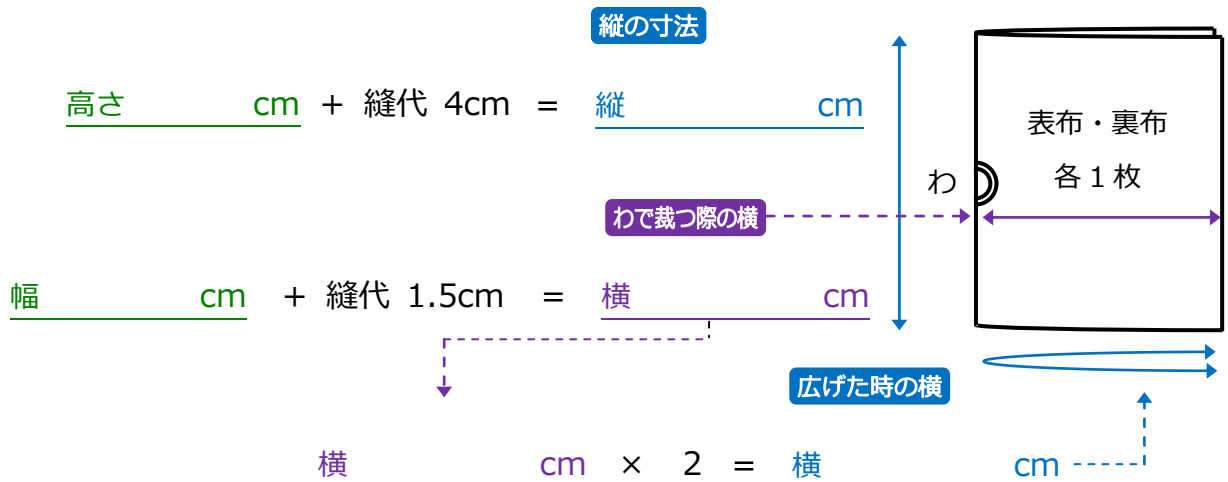 縦の寸法
高さ cm + 縫代 4cm = 縦 cm
表布・裏布
各1枚
わ
わで裁つ際の横
幅 cm + 縫代 1.5cm = 横 cm
広げた時の横
横 cm × 2 = 横 cm